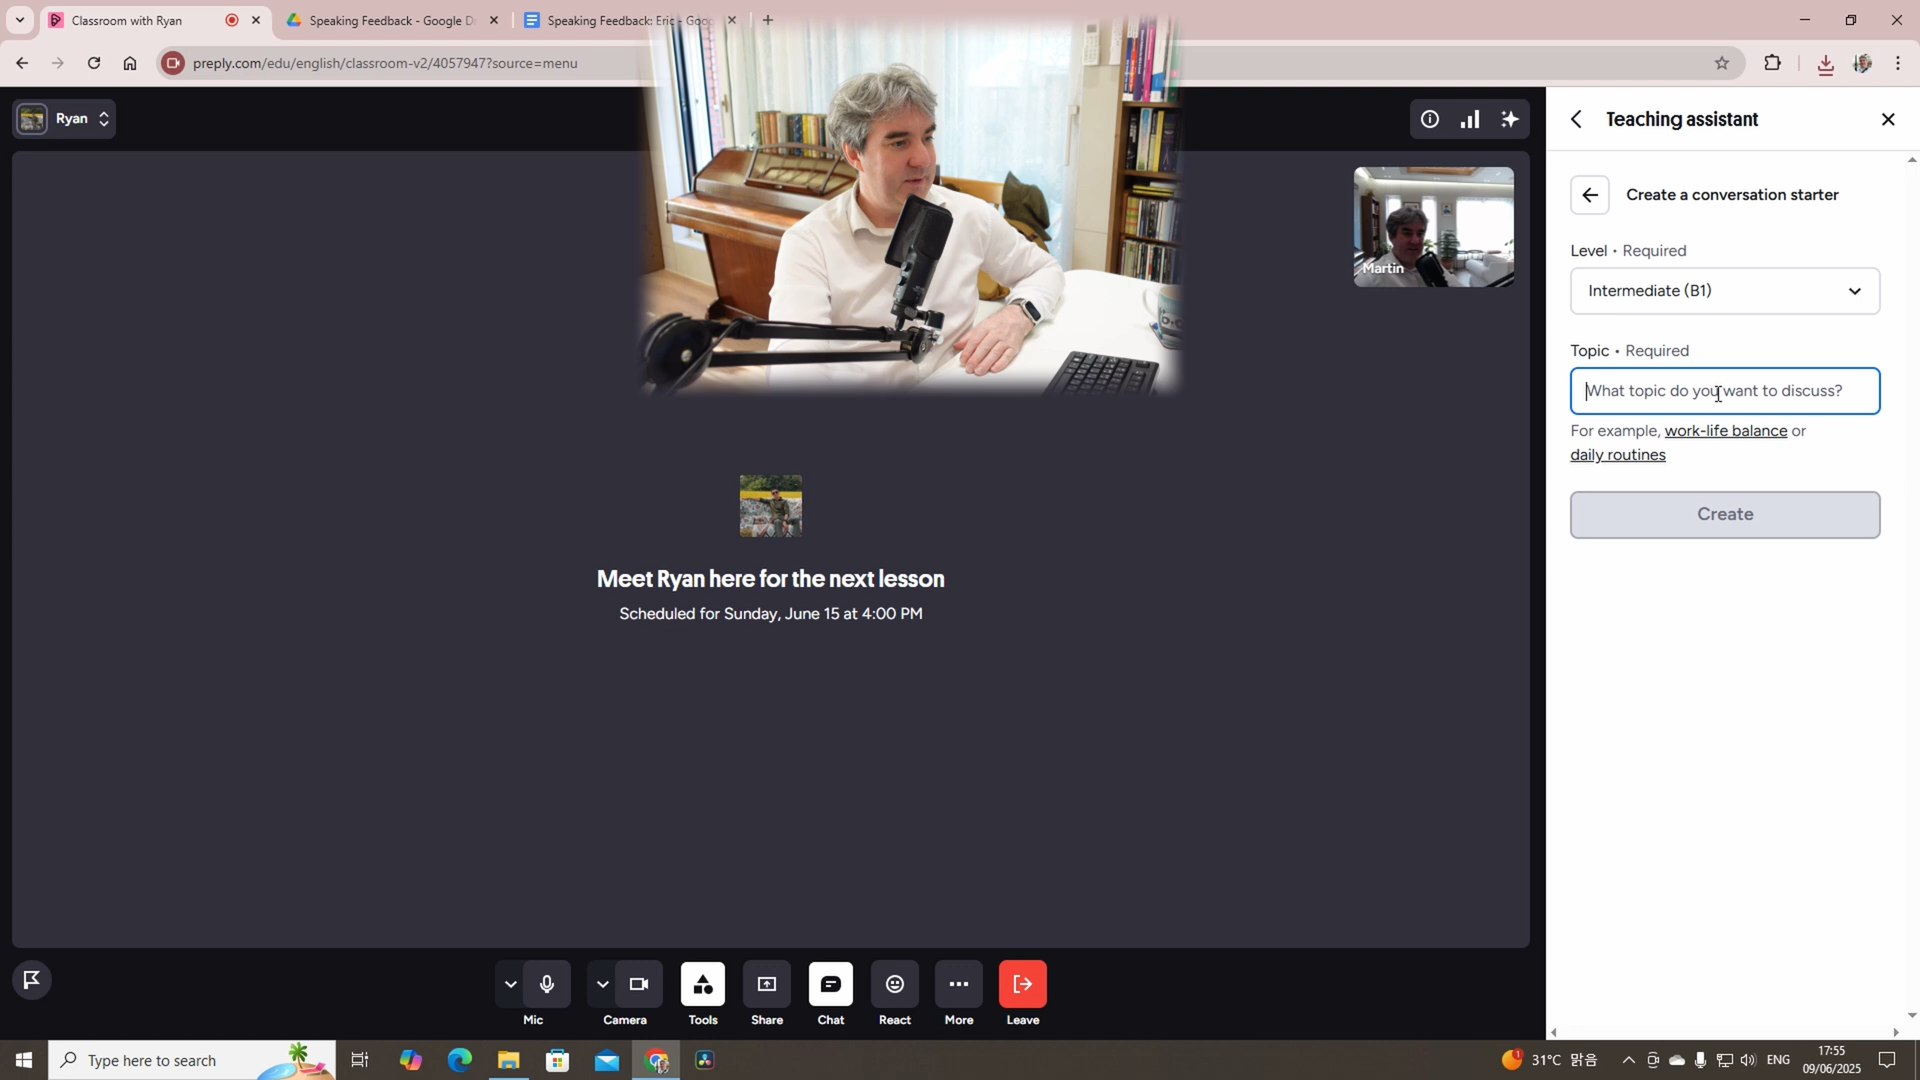 Classroom with Ryan
Speaking Feedback - Google D
Speaking Feedback: Eric - Goog
preply.com/edu/english/classroom-v2/4057947?source=menu
Ryan
Teaching assistant
Create a conversation starter
Level • Required
Martin
Intermediate (B1)
Topic • Required
What topic do you want to discuss?
For example, work-life balance or
daily routines
Create
Meet Ryan here for the next lesson
Scheduled for Sunday, June 15 at 4:00 PM
Mic
Camera
Tools
Share
Chat
React
More
Leave
Type here to search
1
31°C 맑음
ENG
17:55
09/06/2025